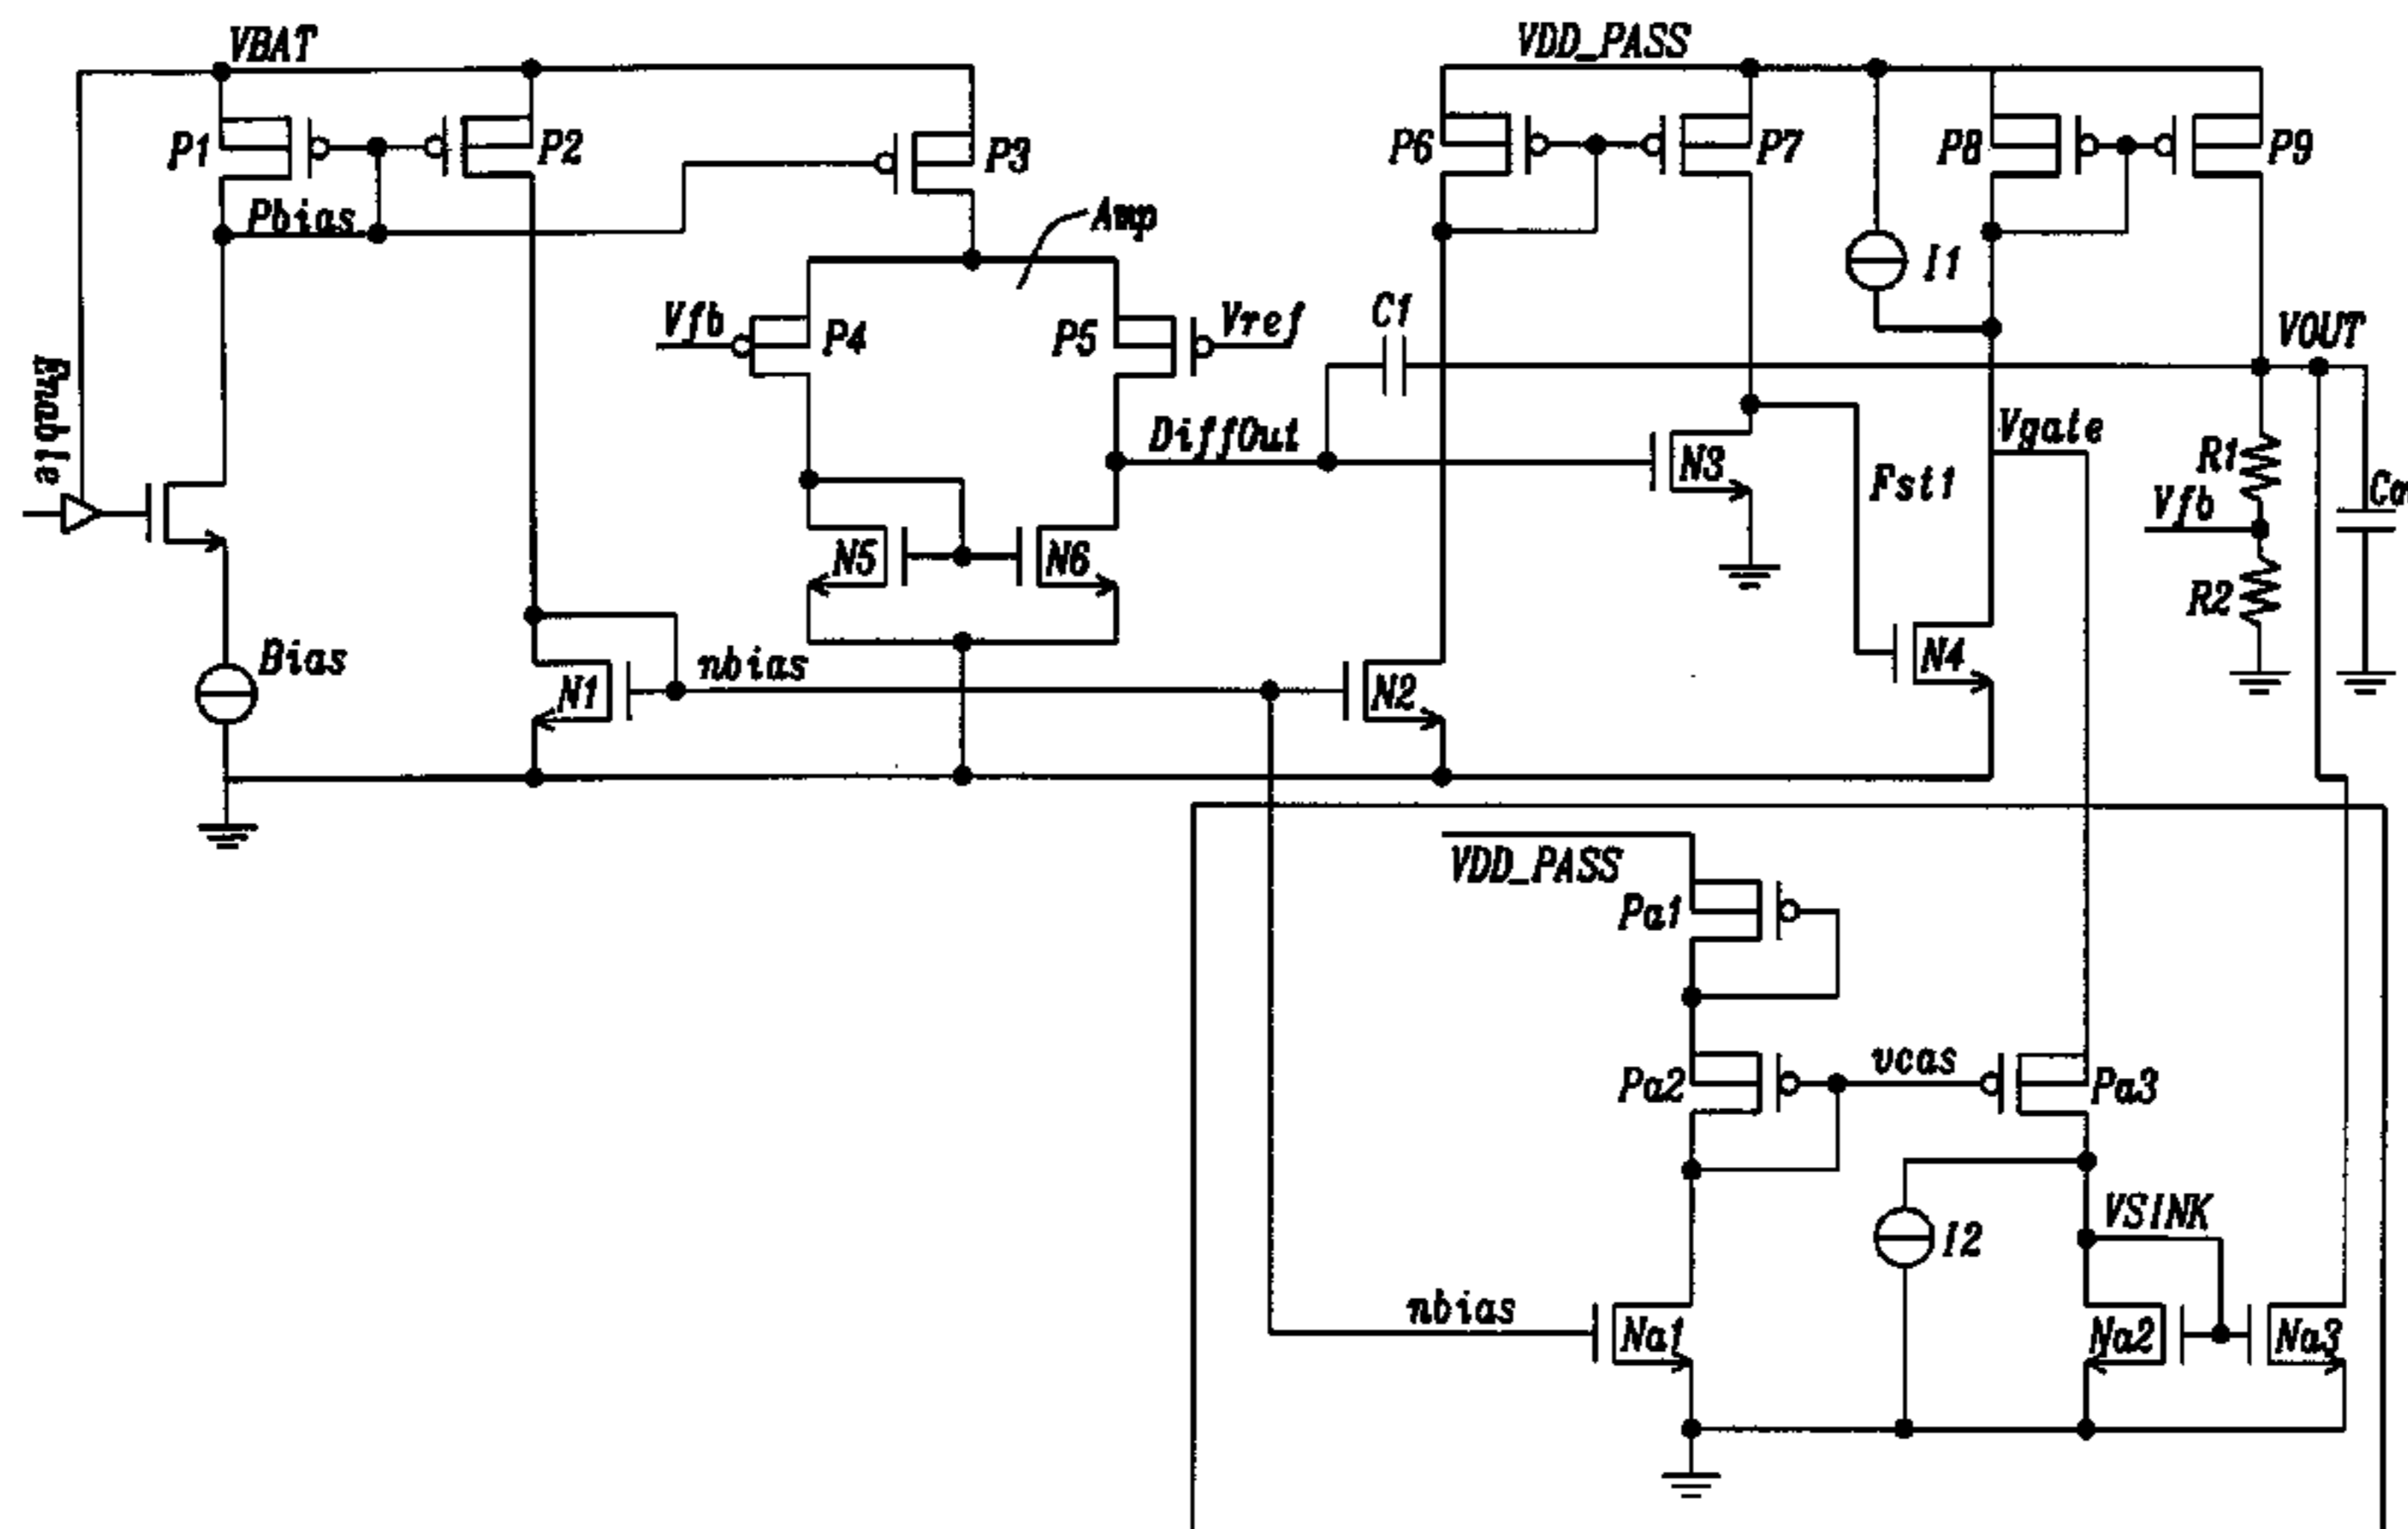 VBAT
VDD_PASS
P1
P2
P3
P6
P7
P8
P9
Pbias
Amp
I1
Vfb
P4
P5
Vref
C1
VOUT
Enable
DiffOut
N3
Fst1
Vgate
R1
Vfb
R2
N5
N6
N4
Bias
N1
nbias
N2
VDD_PASS
Pa1
Pa2
vcas
Pa3
VSINK
I2
nbias
Na1
Na2
Na3